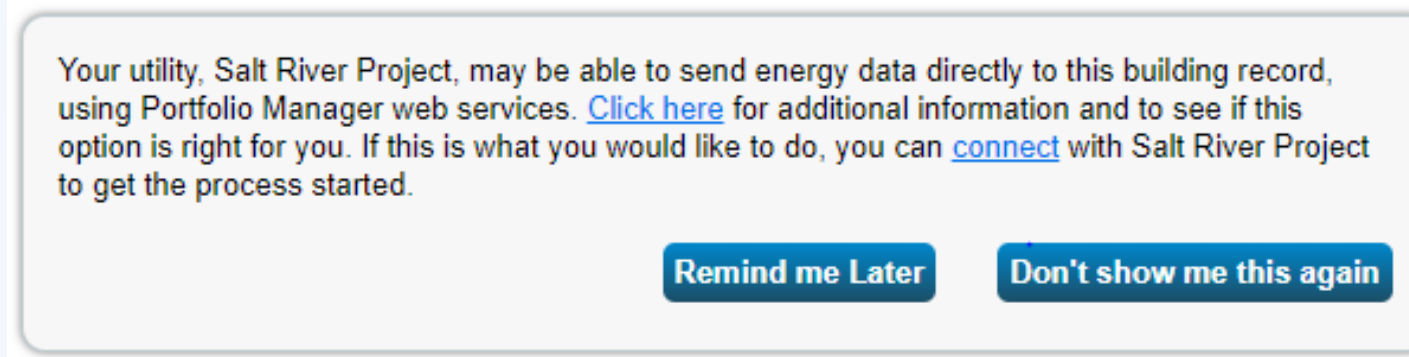 Your utility, Salt River Project, may be able to send energy data directly to this building record,
using Portfolio Manager web services. Click here for additional information and to see if this
option is right for you. If this is what you would like to do, you can connect with Salt River Project
to get the process started.
Remind me Later
Don't show me this again